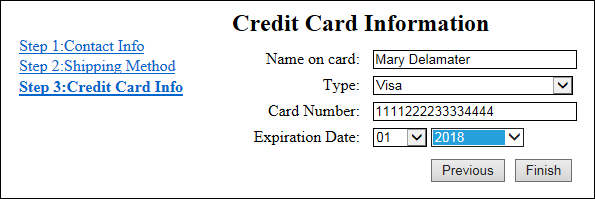 Credit Card Information
Step 1:Contact Info
Step 2:Shipping Method
Step 3:Credit Card Info
Name on card: Mary Delamater
Type: Visa
Card Number: 1111222233334444
Expiration Date: 01 2018
Previous Finish